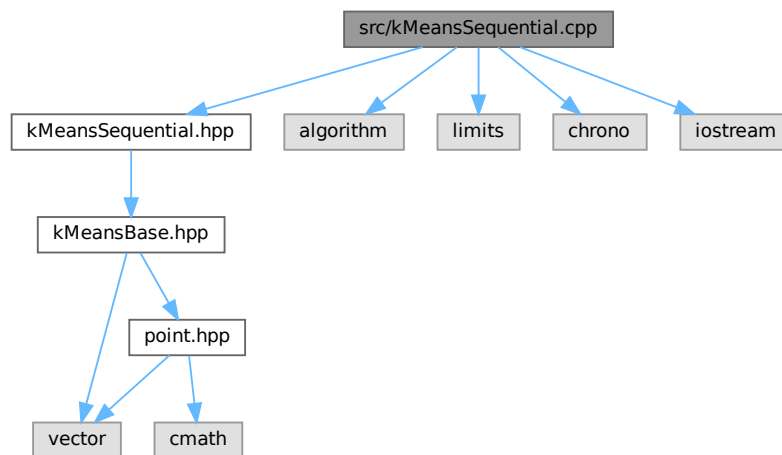 src/kMeansSequential.cpp
kMeansSequential.hpp
algorithm
limits
chrono
iostream
kMeansBase.hpp
point.hpp
vector
cmath